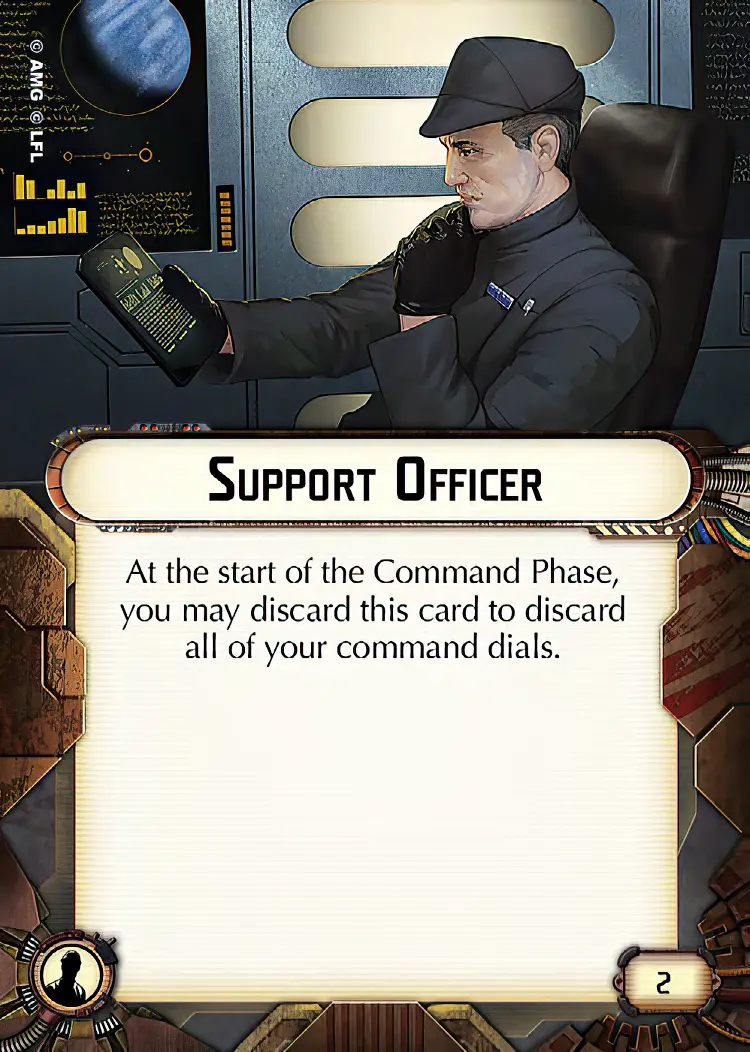 © AMG © LFL
Support Officer
At the start of the Command Phase,
you may discard this card to discard
all of your command dials.
2